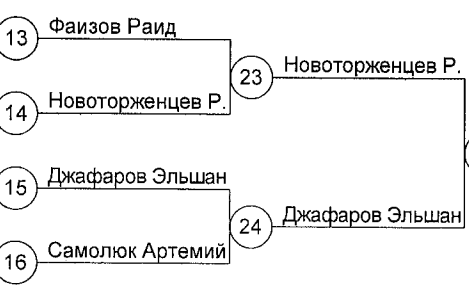 13 Фаизов Раид
23 Новоторженцев Р.
14 Новоторженцев Р.
15 Джафаров Эльшан
24 Джафаров Эльшан
16 Самолюк Артемий